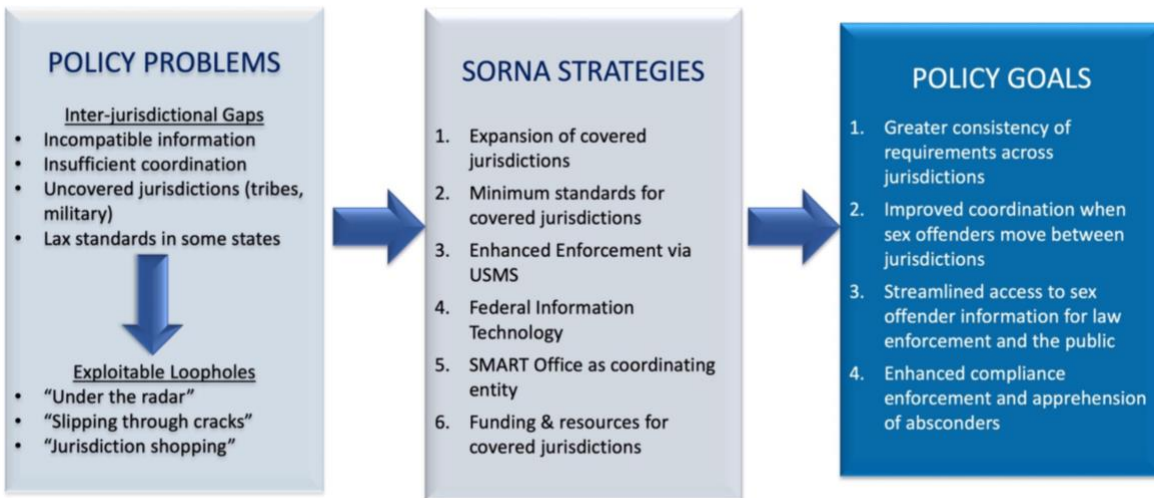 POLICY PROBLEMS
Inter-jurisdictional Gaps
• Incompatible information
• Insufficient coordination
• Uncovered jurisdictions (tribes,
military)
• Lax standards in some states
Exploitable Loopholes
• “Under the radar”
• “Slipping through cracks”
• “Jurisdiction shopping”
SORNA STRATEGIES
1. Expansion of covered
jurisdictions
2. Minimum standards for
covered jurisdictions
3. Enhanced Enforcement via
USMS
4. Federal Information
Technology
5. SMART Office as coordinating
entity
6. Funding & resources for
covered jurisdictions
POLICY GOALS
1. Greater consistency of
requirements across
jurisdictions
2. Improved coordination when
sex offenders move between
jurisdictions
3. Streamlined access to sex
offender information for law
enforcement and the public
4. Enhanced compliance
enforcement and apprehension
of absconders